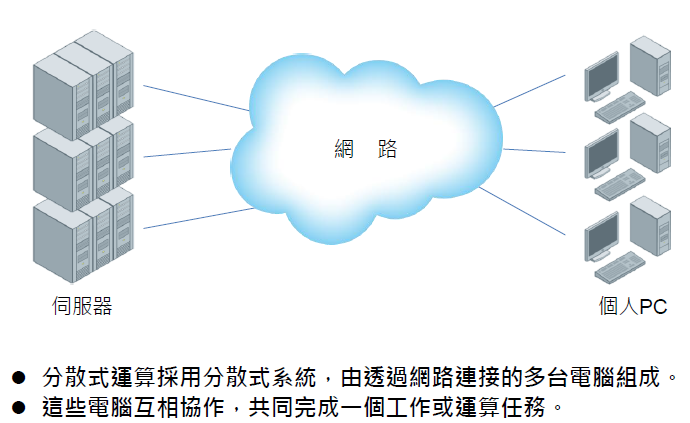 網 路
伺服器
個人PC
● 分散式運算採用分散式系統，由透過網路連接的多台電腦組成。
● 這些電腦互相協作，共同完成一個工作或運算任務。